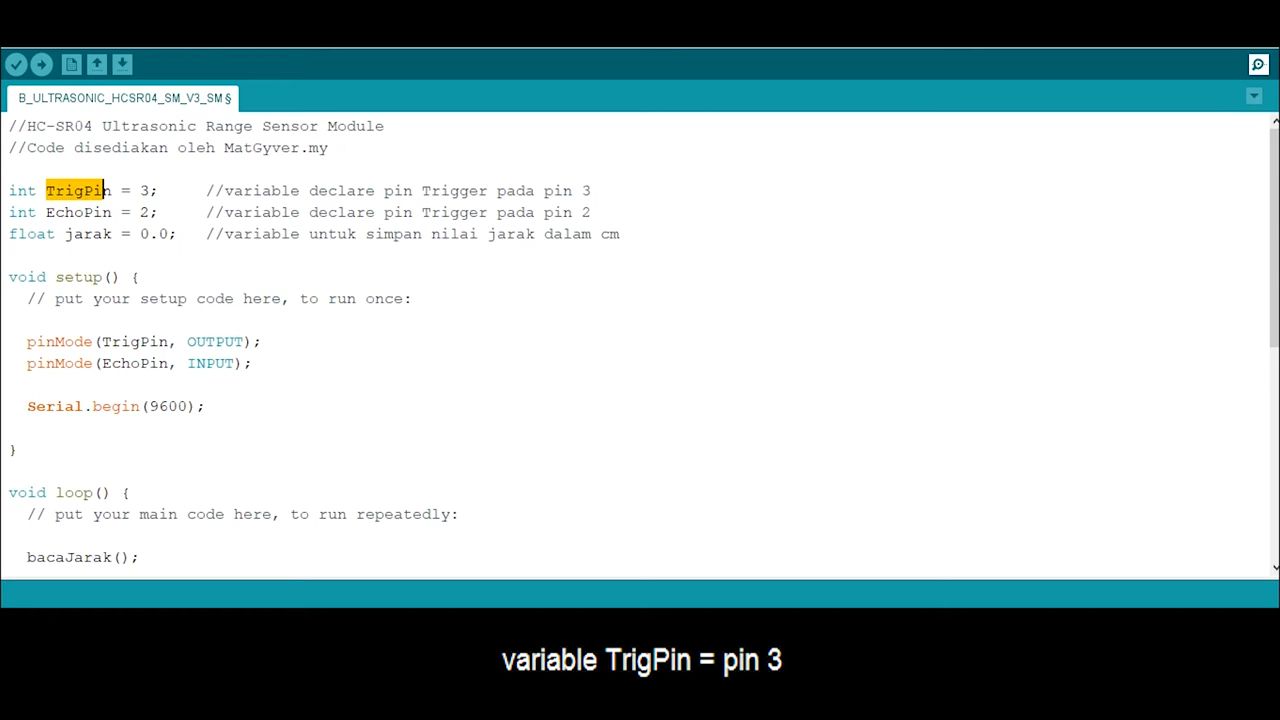 B_ULTRASONIC_HCSR04_SM_V3_SM §
//HC-SR04 Ultrasonic Range Sensor Module
//Code disediakan oleh MatGyver.my
int TrigPin = 3;     //variable declare pin Trigger pada pin 3
int EchoPin = 2;     //variable declare pin Trigger pada pin 2
float jarak = 0.0;   //variable untuk simpan nilai jarak dalam cm
void setup() {
// put your setup code here, to run once:
pinMode(TrigPin, OUTPUT);
pinMode(EchoPin, INPUT);
Serial.begin(9600);
}
void loop() {
// put your main code here, to run repeatedly:
bacaJarak();
variable TrigPin = pin 3